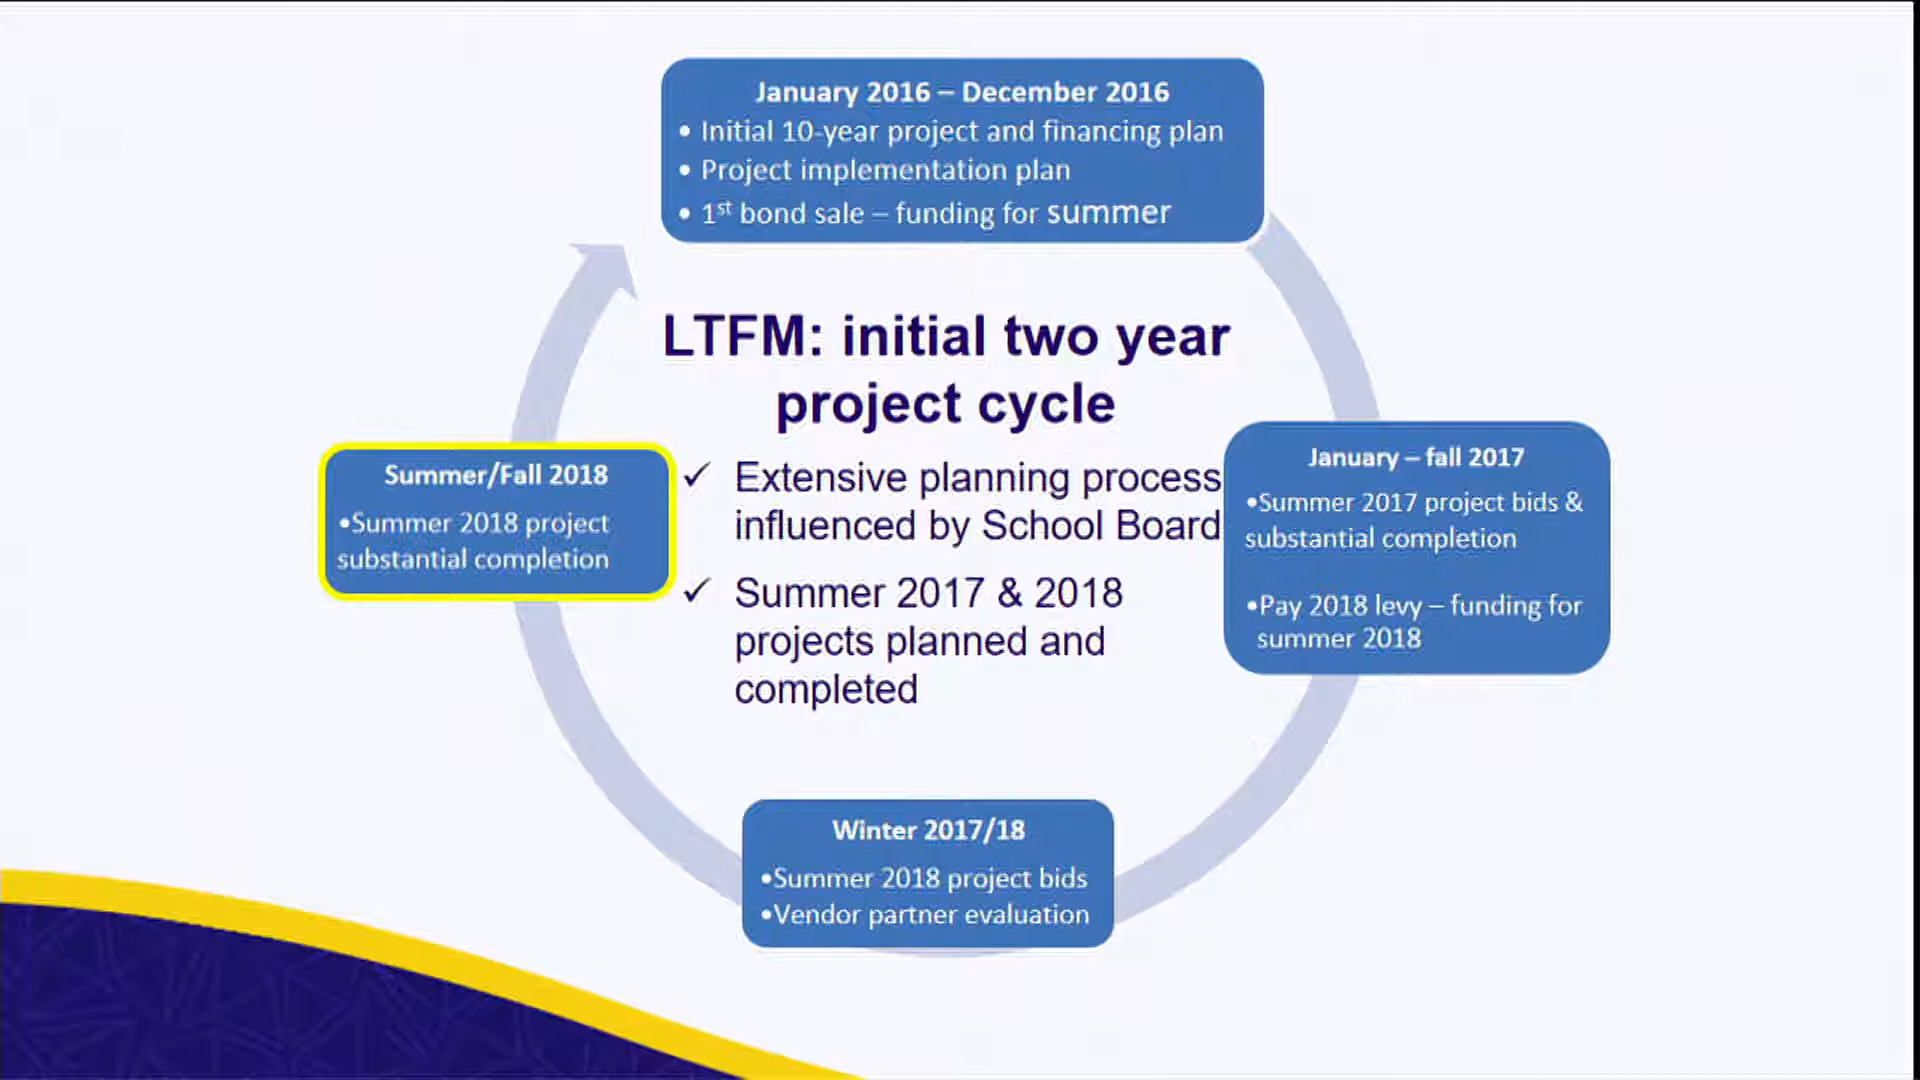 January 2016 – December 2016
• Initial 10-year project and financing plan
• Project implementation plan
• 1st bond sale – funding for summer
LTFM: initial two year
project cycle
✓ Extensive planning process
influenced by School Board
✓ Summer 2017 & 2018
projects planned and
completed
January – fall 2017
•Summer 2017 project bids &
substantial completion
•Pay 2018 levy – funding for
summer 2018
Winter 2017/18
•Summer 2018 project bids
•Vendor partner evaluation
Summer/Fall 2018
•Summer 2018 project
substantial completion